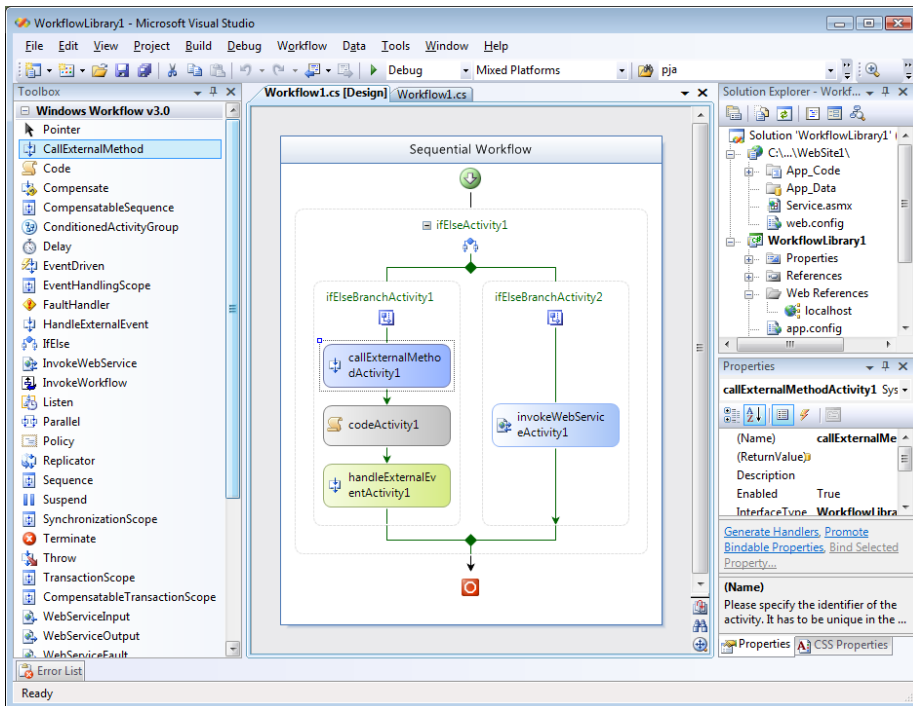 WorkflowLibrary1 - Microsoft Visual Studio
File Edit View Project Build Debug Workflow Data Tools Window Help
Debug Mixed Platforms pja
Toolbox
Windows Workflow v3.0
Pointer
CallExternalMethod
Code
Compensate
CompensatableSequence
ConditionedActivityGroup
Delay
EventDriven
EventHandlingScope
FaultHandler
HandleExternalEvent
IfElse
InvokeWebService
InvokeWorkflow
Listen
Parallel
Policy
Replicator
Sequence
Suspend
SynchronizationScope
Terminate
Throw
TransactionScope
CompensatableTransactionScope
WebServiceInput
WebServiceOutput
WebServiceFault
Workflow1.cs [Design] Workflow1.cs
Sequential Workflow
ifElseActivity1
ifElseBranchActivity1
ifElseBranchActivity2
callExternalMetho
dActivity1
codeActivity1
handleExternalEv
entActivity1
invokeWebServic
eActivity1
Solution Explorer - Workf...
Solution 'WorkflowLibrary1' (
C:\...\WebSite1\
App_Code
App_Data
Service.asmx
web.config
WorkflowLibrary1
Properties
References
Web References
localhost
app.config
Properties
callExternalMethodActivity1 Sys
(Name) callExternalMe
(ReturnValue)
Description
Enabled True
InterfaceType WorkflowLibra
Generate Handlers, Promote
Bindable Properties, Bind Selected
Property...
(Name)
Please specify the identifier of the
activity. It has to be unique in the ...
Properties CSS Properties
Error List
Ready